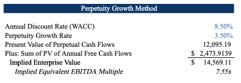 Perpetuity Growth Method
Annual Discount Rate (WACC) 8.50%
Perpetuity Growth Rate 3.50%
Present Value of Perpetual Cash Flows 12,095.19
Plus: Sum of PV of Annual Free Cash Flows $ 2,473.9139
Implied Enterprise Value $ 14,569.11
Implied Equivalent EBITDA Multiple 7.55x